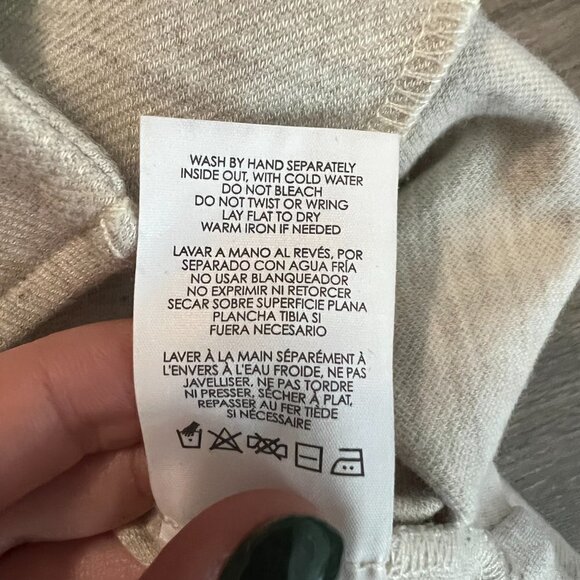 WASH BY HAND SEPARATELY
INSIDE OUT, WITH COLD WATER
DO NOT BLEACH
DO NOT TWIST OR WRING
LAY FLAT TO DRY
WARM IRON IF NEEDED
LAVAR A MANO AL REVÉS, POR
SEPARADO CON AGUA FRÍA
NO USAR BLANQUEADOR
NO EXPRIMIR NI RETORCER
SECAR SOBRE SUPERFICIE PLANA
PLANCHA TIBIA SI
FUERA NECESARIO
LAVER À LA MAIN SÉPARÉMENT À
L'ENVERS À L'EAU FROIDE, NE PAS
JAVELLISER, NE PAS TORDRE
NI PRESSER, SÉCHER À PLAT,
REPASSER AU FER TIÈDE
SI NÉCESSAIRE